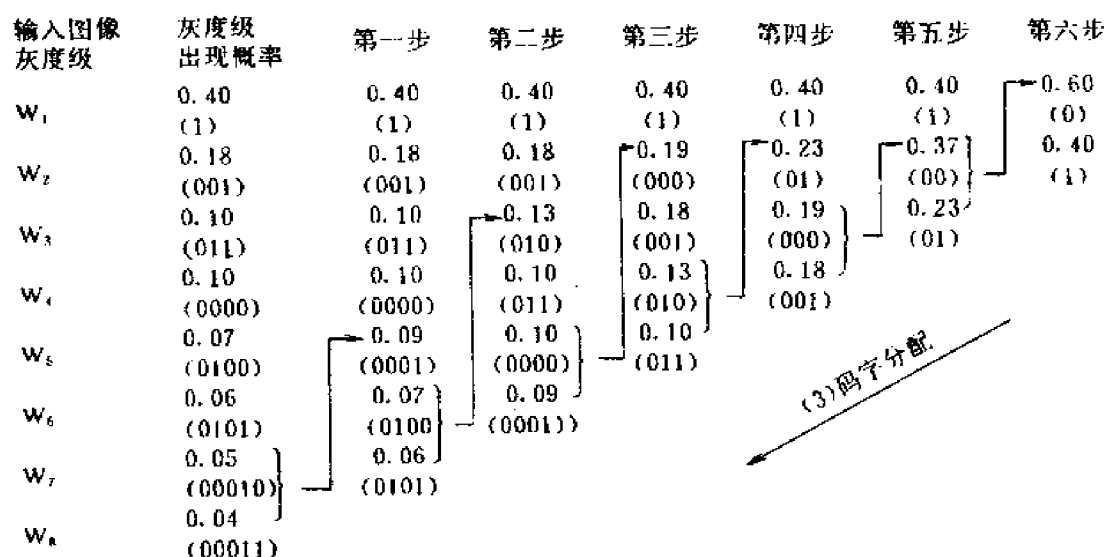 输入图像 灰度级 第一步 第二步 第三步 第四步 第五步 第六步
灰度级 出现概率
0.40 0.40 0.40 0.40 0.40 0.40 0.60
W₁ (1) (1) (1) (1) (1) (1) (0)
0.18 0.18 0.18 0.19 0.23 0.37 0.40
W₂ (001) (001) (001) (000) (01) (00) (1)
0.10 0.10 0.13 0.18 0.19 0.23
W₃ (011) (011) (010) (001) (000) (01)
0.10 0.10 0.10 0.13 0.18
W₄ (0000) (0000) (011) (010) (001)
0.07 0.09 0.10 0.10
W₅ (0100) (0001) (0000) (011)
0.06 0.07 0.09
W₆ (0101) (0100 (0001))
0.05 0.06
W₇ (00010) (0101)
0.04
W₈ (00011)
(3)码字分配